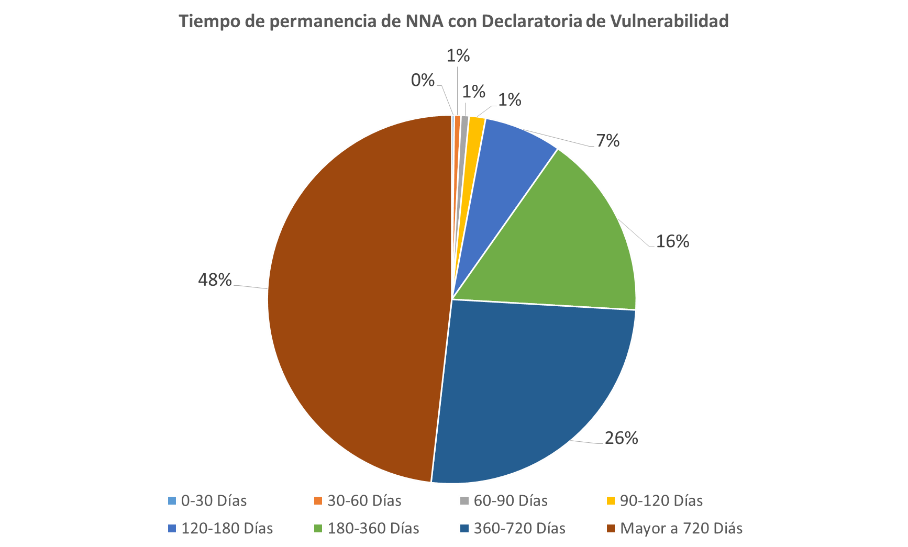 Tiempo de permanencia de NNA con Declaratoria de Vulnerabilidad
1%
0%
1%
1%
7%
16%
48%
26%
0-30 Días
30-60 Días
60-90 Días
90-120 Días
120-180 Días
180-360 Días
360-720 Días
Mayor a 720 Diás